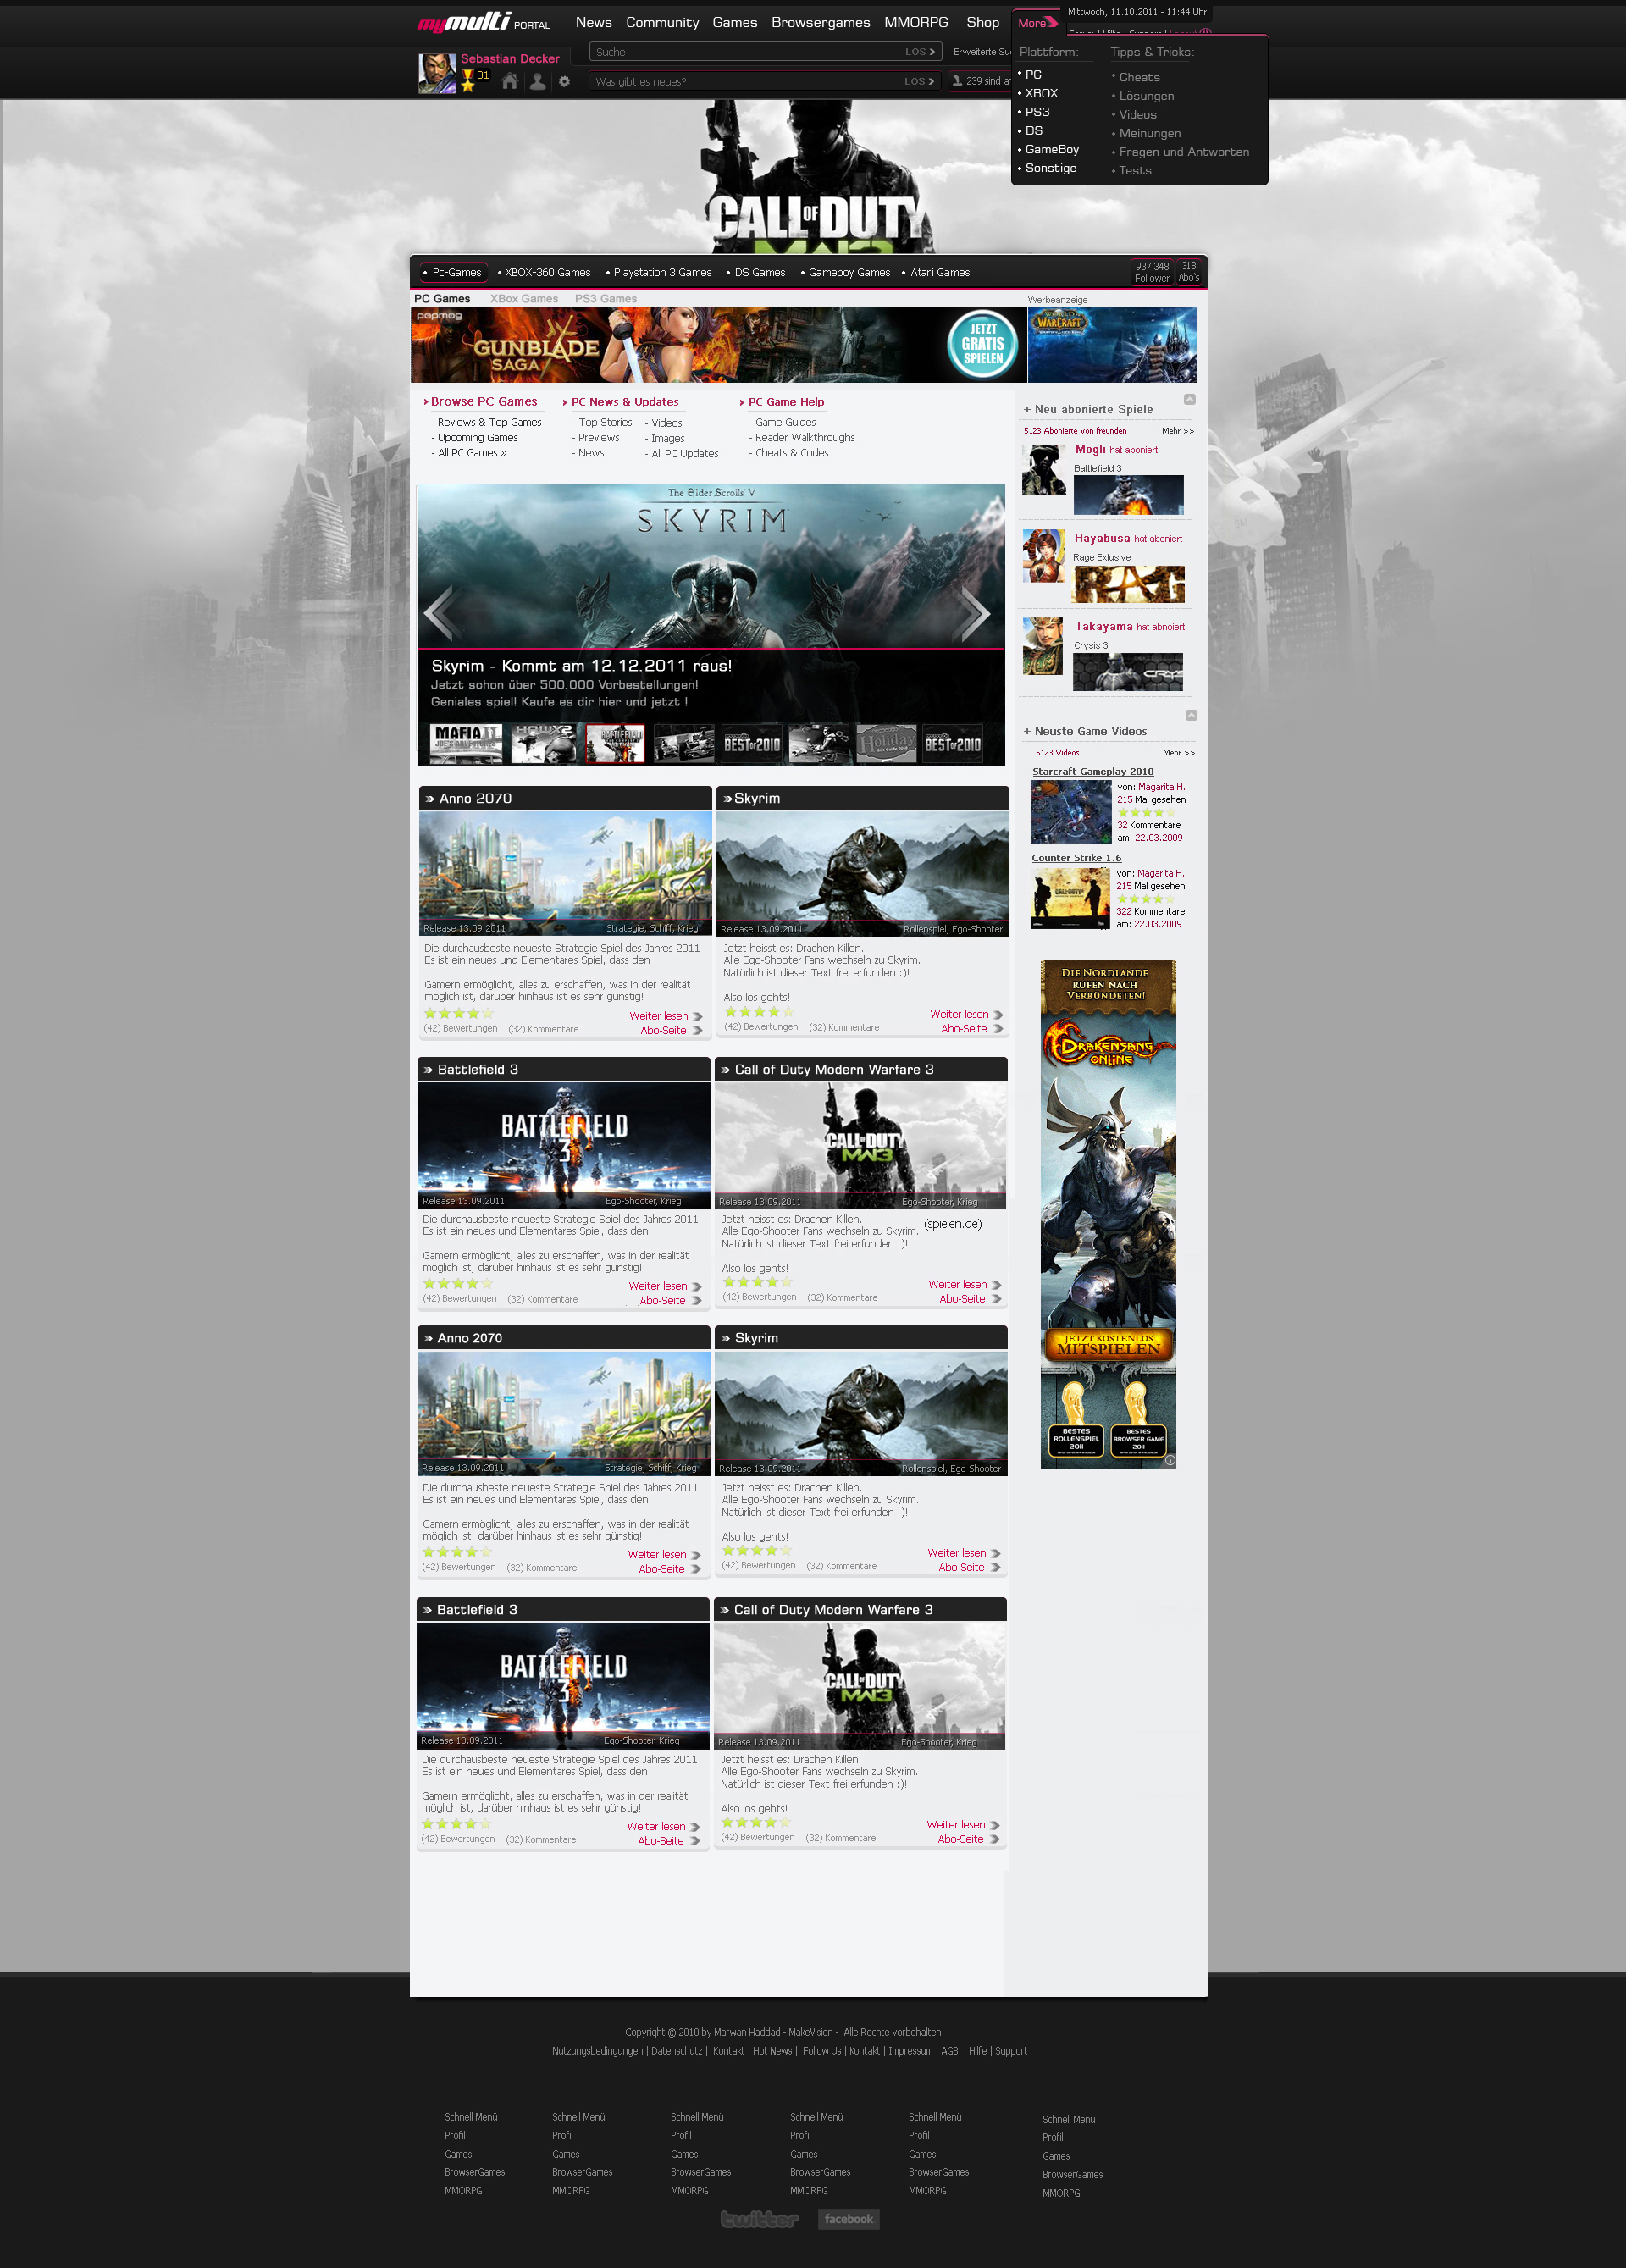 mymulti PORTAL
News Community Games Browsergames MMORPG Shop More
Mittwoch, 11.10.2011 - 11:44 Uhr
Suche LOS
Erweiterte
Sebastian Decker
31
Was gibt es neues? LOS
239 sind
Plattform:
PC
XBOX
PS3
DS
GameBoy
Sonstige
Tipps & Tricks:
Cheats
Lösungen
Videos
Meinungen
Fragen und Antworten
Tests
CALL OF DUTY
MW3
Pc-Games XBOX-360 Games Playstation 3 Games DS Games Gameboy Games Atari Games
937.348 Follower
318 Abo's
PC Games XBox Games PS3 Games
Werbeanzeige
popmog
GUNBLADE SAGA
JETZT GRATIS SPIELEN
WORLD OF WARCRAFT
Browse PC Games
- Reviews & Top Games
- Upcoming Games
- All PC Games »
PC News & Updates
- Top Stories
- Previews
- News
- Videos
- Images
- All PC Updates
PC Game Help
- Game Guides
- Reader Walkthroughs
- Cheats & Codes
+ Neu abonierte Spiele
5123 Abonierte von freunden Mehr >>
Mogli hat aboniert
Battlefield 3
Hayabusa hat aboniert
Rage Exlusive
Takayama hat abnoiert
Crysis 3
The Elder Scrolls V
SKYRIM
Skyrim - Kommt am 12.12.2011 raus!
Jetzt schon über 500.000 Vorbestellungen!
Geniales spiel! Kaufe es dir hier und jetzt !
MAFIA II
JOE'S ADVENTURES
HAWX2
BATTLEFIELD
BEST OF 2010
Holiday
BEST OF 2010
+ Neuste Game Videos
5123 Videos Mehr >>
Starcraft Gameplay 2010
von: Magarita H.
215 Mal gesehen
32 Kommentare
am: 22.03.2009
Counter Strike 1.6
von: Magarita H.
215 Mal gesehen
322 Kommentare
am: 22.03.2009
DIE NORDLANDE
RUFEN NACH
VERBÜNDETEN!
DRAKENSANG ONLINE
JETZT KOSTENLOS
MITSPIELEN
BESTES ROLLENSPIEL 2011
BESTES BROWSER GAME 2011
Anno 2070
Release 13.09.2011 Strategie, Schiff, Krieg
Die durchausbeste neueste Strategie Spiel des Jahres 2011
Es ist ein neues und Elementares Spiel, dass den
Gamern ermöglicht, alles zu erschaffen, was in der realität
möglich ist, darüber hinhaus ist es sehr günstig!
Weiter lesen
(42) Bewertungen (32) Kommentare Abo-Seite
Skyrim
Release 13.09.2011 Rollenspiel, Ego-Shooter
Jetzt heisst es: Drachen Killen.
Alle Ego-Shooter Fans wechseln zu Skyrim.
Natürlich ist dieser Text frei erfunden :)!
Also los gehts!
Weiter lesen
(42) Bewertungen (32) Kommentare Abo-Seite
Battlefield 3
BATTLEFIELD 3
Release 13.09.2011 Ego-Shooter, Krieg
Die durchausbeste neueste Strategie Spiel des Jahres 2011
Es ist ein neues und Elementares Spiel, dass den
Gamern ermöglicht, alles zu erschaffen, was in der realität
möglich ist, darüber hinhaus ist es sehr günstig!
Weiter lesen
(42) Bewertungen (32) Kommentare Abo-Seite
Call of Duty Modern Warfare 3
CALL OF DUTY
MW3
Release 13.09.2011 Ego-Shooter, Krieg
Jetzt heisst es: Drachen Killen.
Alle Ego-Shooter Fans wechseln zu Skyrim. (spielen.de)
Natürlich ist dieser Text frei erfunden :)!
Also los gehts!
Weiter lesen
(42) Bewertungen (32) Kommentare Abo-Seite
Anno 2070
Release 13.09.2011 Strategie, Schiff, Krieg
Die durchausbeste neueste Strategie Spiel des Jahres 2011
Es ist ein neues und Elementares Spiel, dass den
Gamern ermöglicht, alles zu erschaffen, was in der realität
möglich ist, darüber hinhaus ist es sehr günstig!
Weiter lesen
(42) Bewertungen (32) Kommentare Abo-Seite
Skyrim
Release 13.09.2011 Rollenspiel, Ego-Shooter
Jetzt heisst es: Drachen Killen.
Alle Ego-Shooter Fans wechseln zu Skyrim.
Natürlich ist dieser Text frei erfunden :)!
Also los gehts!
Weiter lesen
(42) Bewertungen (32) Kommentare Abo-Seite
Battlefield 3
BATTLEFIELD 3
Release 13.09.2011 Ego-Shooter, Krieg
Die durchausbeste neueste Strategie Spiel des Jahres 2011
Es ist ein neues und Elementares Spiel, dass den
Gamern ermöglicht, alles zu erschaffen, was in der realität
möglich ist, darüber hinhaus ist es sehr günstig!
Weiter lesen
(42) Bewertungen (32) Kommentare Abo-Seite
Call of Duty Modern Warfare 3
CALL OF DUTY
MW3
Release 13.09.2011 Ego-Shooter, Krieg
Jetzt heisst es: Drachen Killen.
Alle Ego-Shooter Fans wechseln zu Skyrim.
Natürlich ist dieser Text frei erfunden :)!
Also los gehts!
Weiter lesen
(42) Bewertungen (32) Kommentare Abo-Seite
Copyright © 2010 by Marwan Haddad - MakeVision - Alle Rechte vorbehalten.
Nutzungsbedingungen | Datenschutz | Kontakt | Hot News | Follow Us | Kontakt | Impressum | AGB | Hilfe | Support
Schnell Menü Schnell Menü Schnell Menü Schnell Menü Schnell Menü Schnell Menü
Profil Profil Profil Profil Profil Profil
Games Games Games Games Games Games
BrowserGames BrowserGames BrowserGames BrowserGames BrowserGames BrowserGames
MMORPG MMORPG MMORPG MMORPG MMORPG MMORPG
twitter facebook